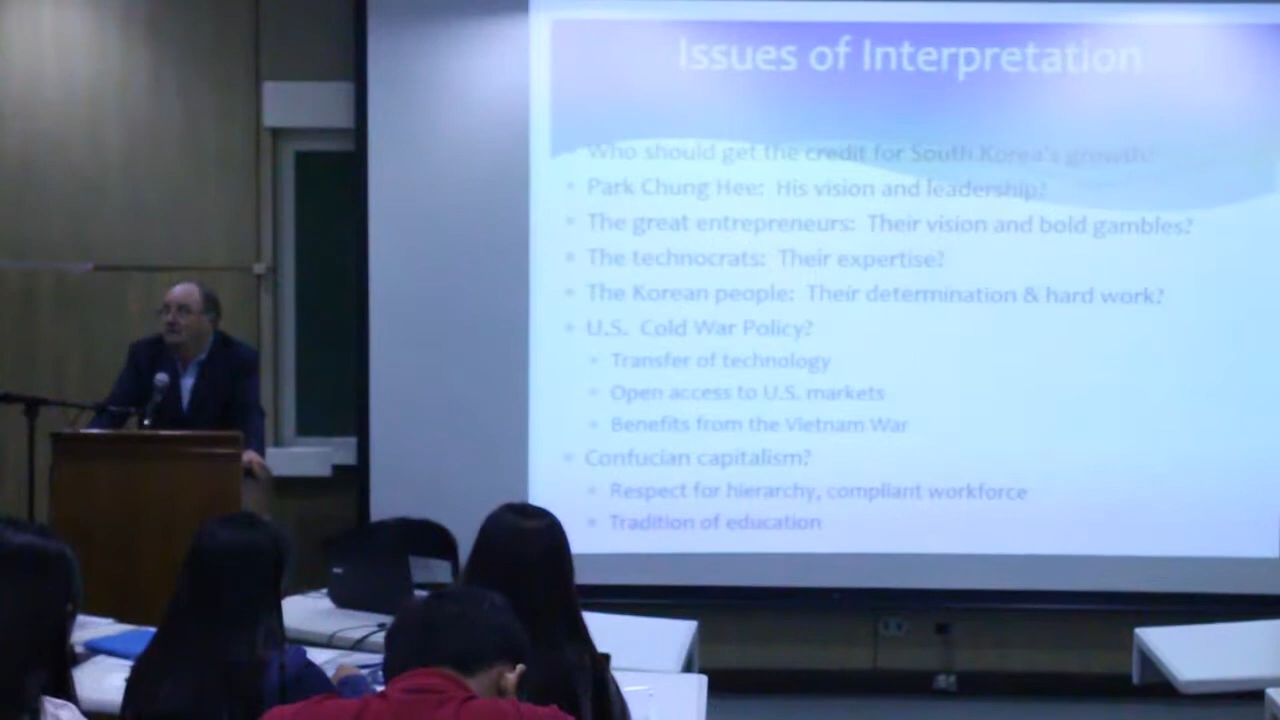 Issues of Interpretation
Who should get the credit for South Korea's growth?
Park Chung Hee: His vision and leadership?
The great entrepreneurs: Their vision and bold gambles?
The technocrats: Their expertise?
The Korean people: Their determination & hard work?
U.S. Cold War Policy?
Transfer of technology
Open access to U.S. markets
Benefits from the Vietnam War
Confucian capitalism?
Respect for hierarchy, compliant workforce
Tradition of education